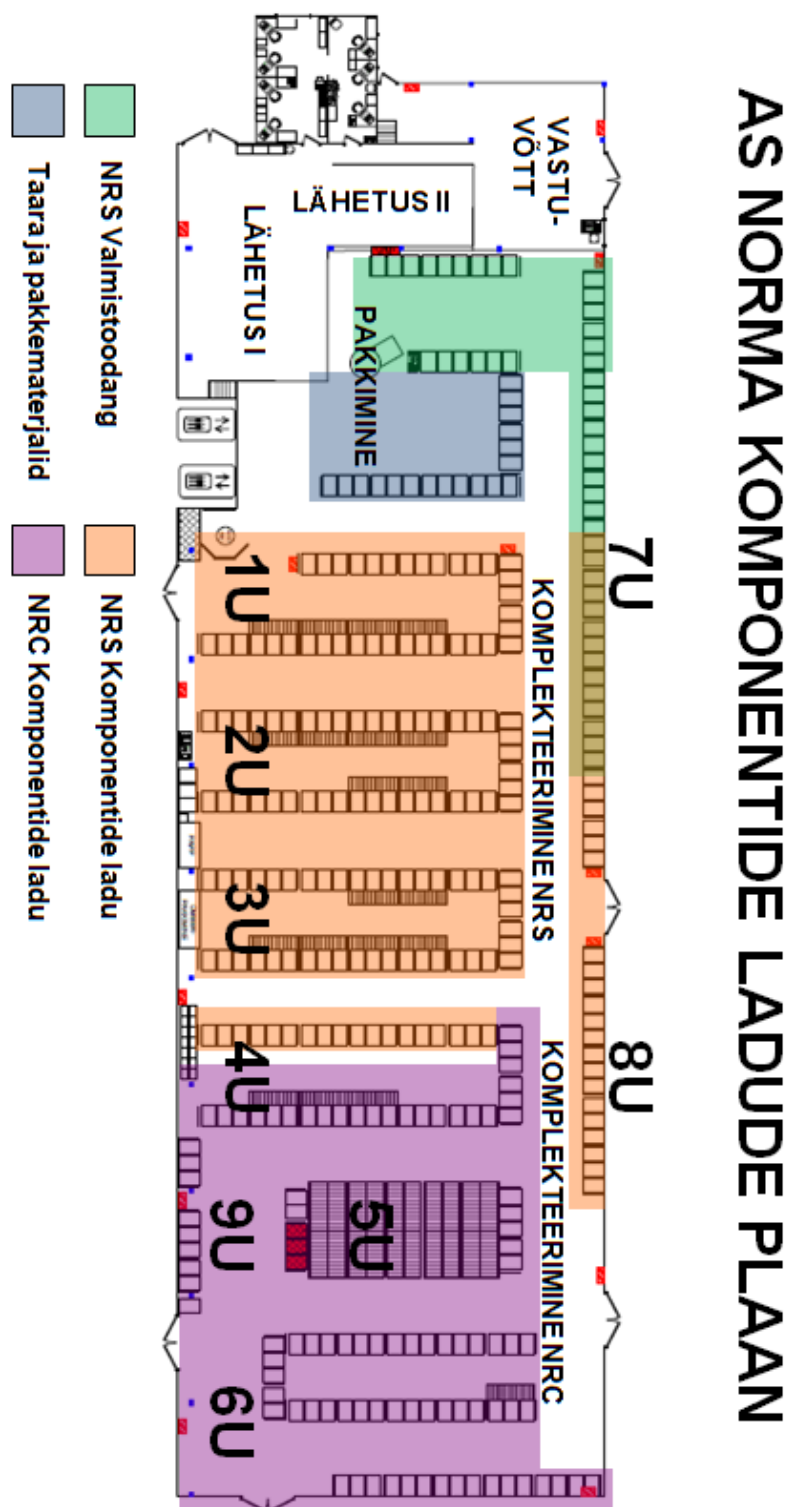 AS NORMA KOMPONENTIDE LADUDE PLAAN
7U
8U
VASTU-
VÕTT
LÄHETUS II
LÄHETUS I
PAKKIMINE
KOMPLEKTEERIMINE NRS
KOMPLEKTEERIMINE NRC
1U
2U
3U
4U
5U
9U
6U
NRS Valmistoodang
NRS Komponentide ladu
Taara ja pakkematerjalid
NRC Komponentide ladu